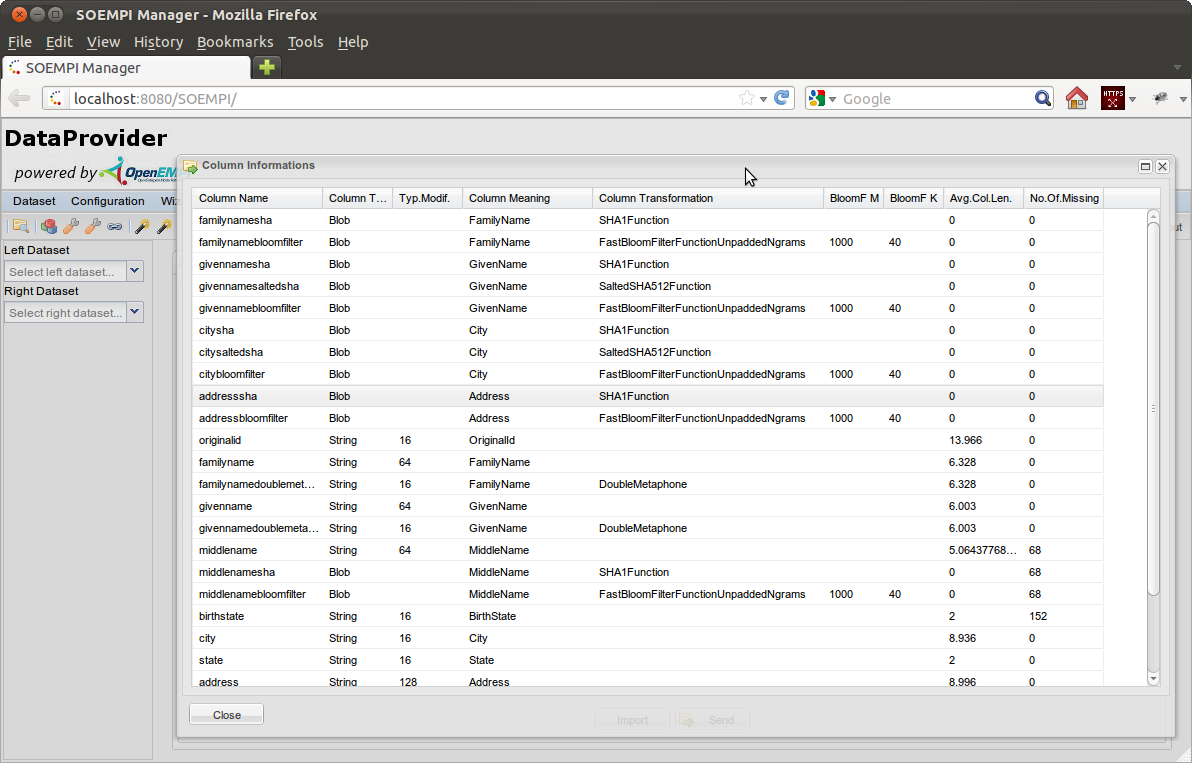 SOEMPI Manager - Mozilla Firefox
File Edit View History Bookmarks Tools Help
SOEMPI Manager
localhost:8080/SOEMPI/ Google HTTPS
DataProvider
powered by OpenEM
Column Informations
Dataset Configuration Wiz
Left Dataset
Select left dataset...
Right Dataset
Select right dataset...
ut
Column Name Column T... Typ.Modif. Column Meaning Column Transformation BloomF M BloomF K Avg.Col.Len. No.Of.Missing
familynamesha Blob FamilyName SHA1Function 0 0
familynamebloomfilter Blob FamilyName FastBloomFilterFunctionUnpaddedNgrams 1000 40 0 0
givennamesha Blob GivenName SHA1Function 0 0
givennamesaltedsha Blob GivenName SaltedSHA512Function 0 0
givennamebloomfilter Blob GivenName FastBloomFilterFunctionUnpaddedNgrams 1000 40 0 0
citysha Blob City SHA1Function 0 0
citysaltedsha Blob City SaltedSHA512Function 0 0
citybloomfilter Blob City FastBloomFilterFunctionUnpaddedNgrams 1000 40 0 0
addresssha Blob Address SHA1Function 0 0
addressbloomfilter Blob Address FastBloomFilterFunctionUnpaddedNgrams 1000 40 0 0
originalid String 16 OriginalId 13.966 0
familyname String 64 FamilyName 6.328 0
familynamedoublemet... String 16 FamilyName DoubleMetaphone 6.328 0
givenname String 64 GivenName 6.003 0
givennamedoublemeta... String 16 GivenName DoubleMetaphone 6.003 0
middlename String 64 MiddleName 5.06437768... 68
middlenamesha Blob MiddleName SHA1Function 0 68
middlenamebloomfilter Blob MiddleName FastBloomFilterFunctionUnpaddedNgrams 1000 40 0 68
birthstate String 16 BirthState 2 152
city String 16 City 8.936 0
state String 16 State 2 0
address String 128 Address 8.996 0
Close Import Send